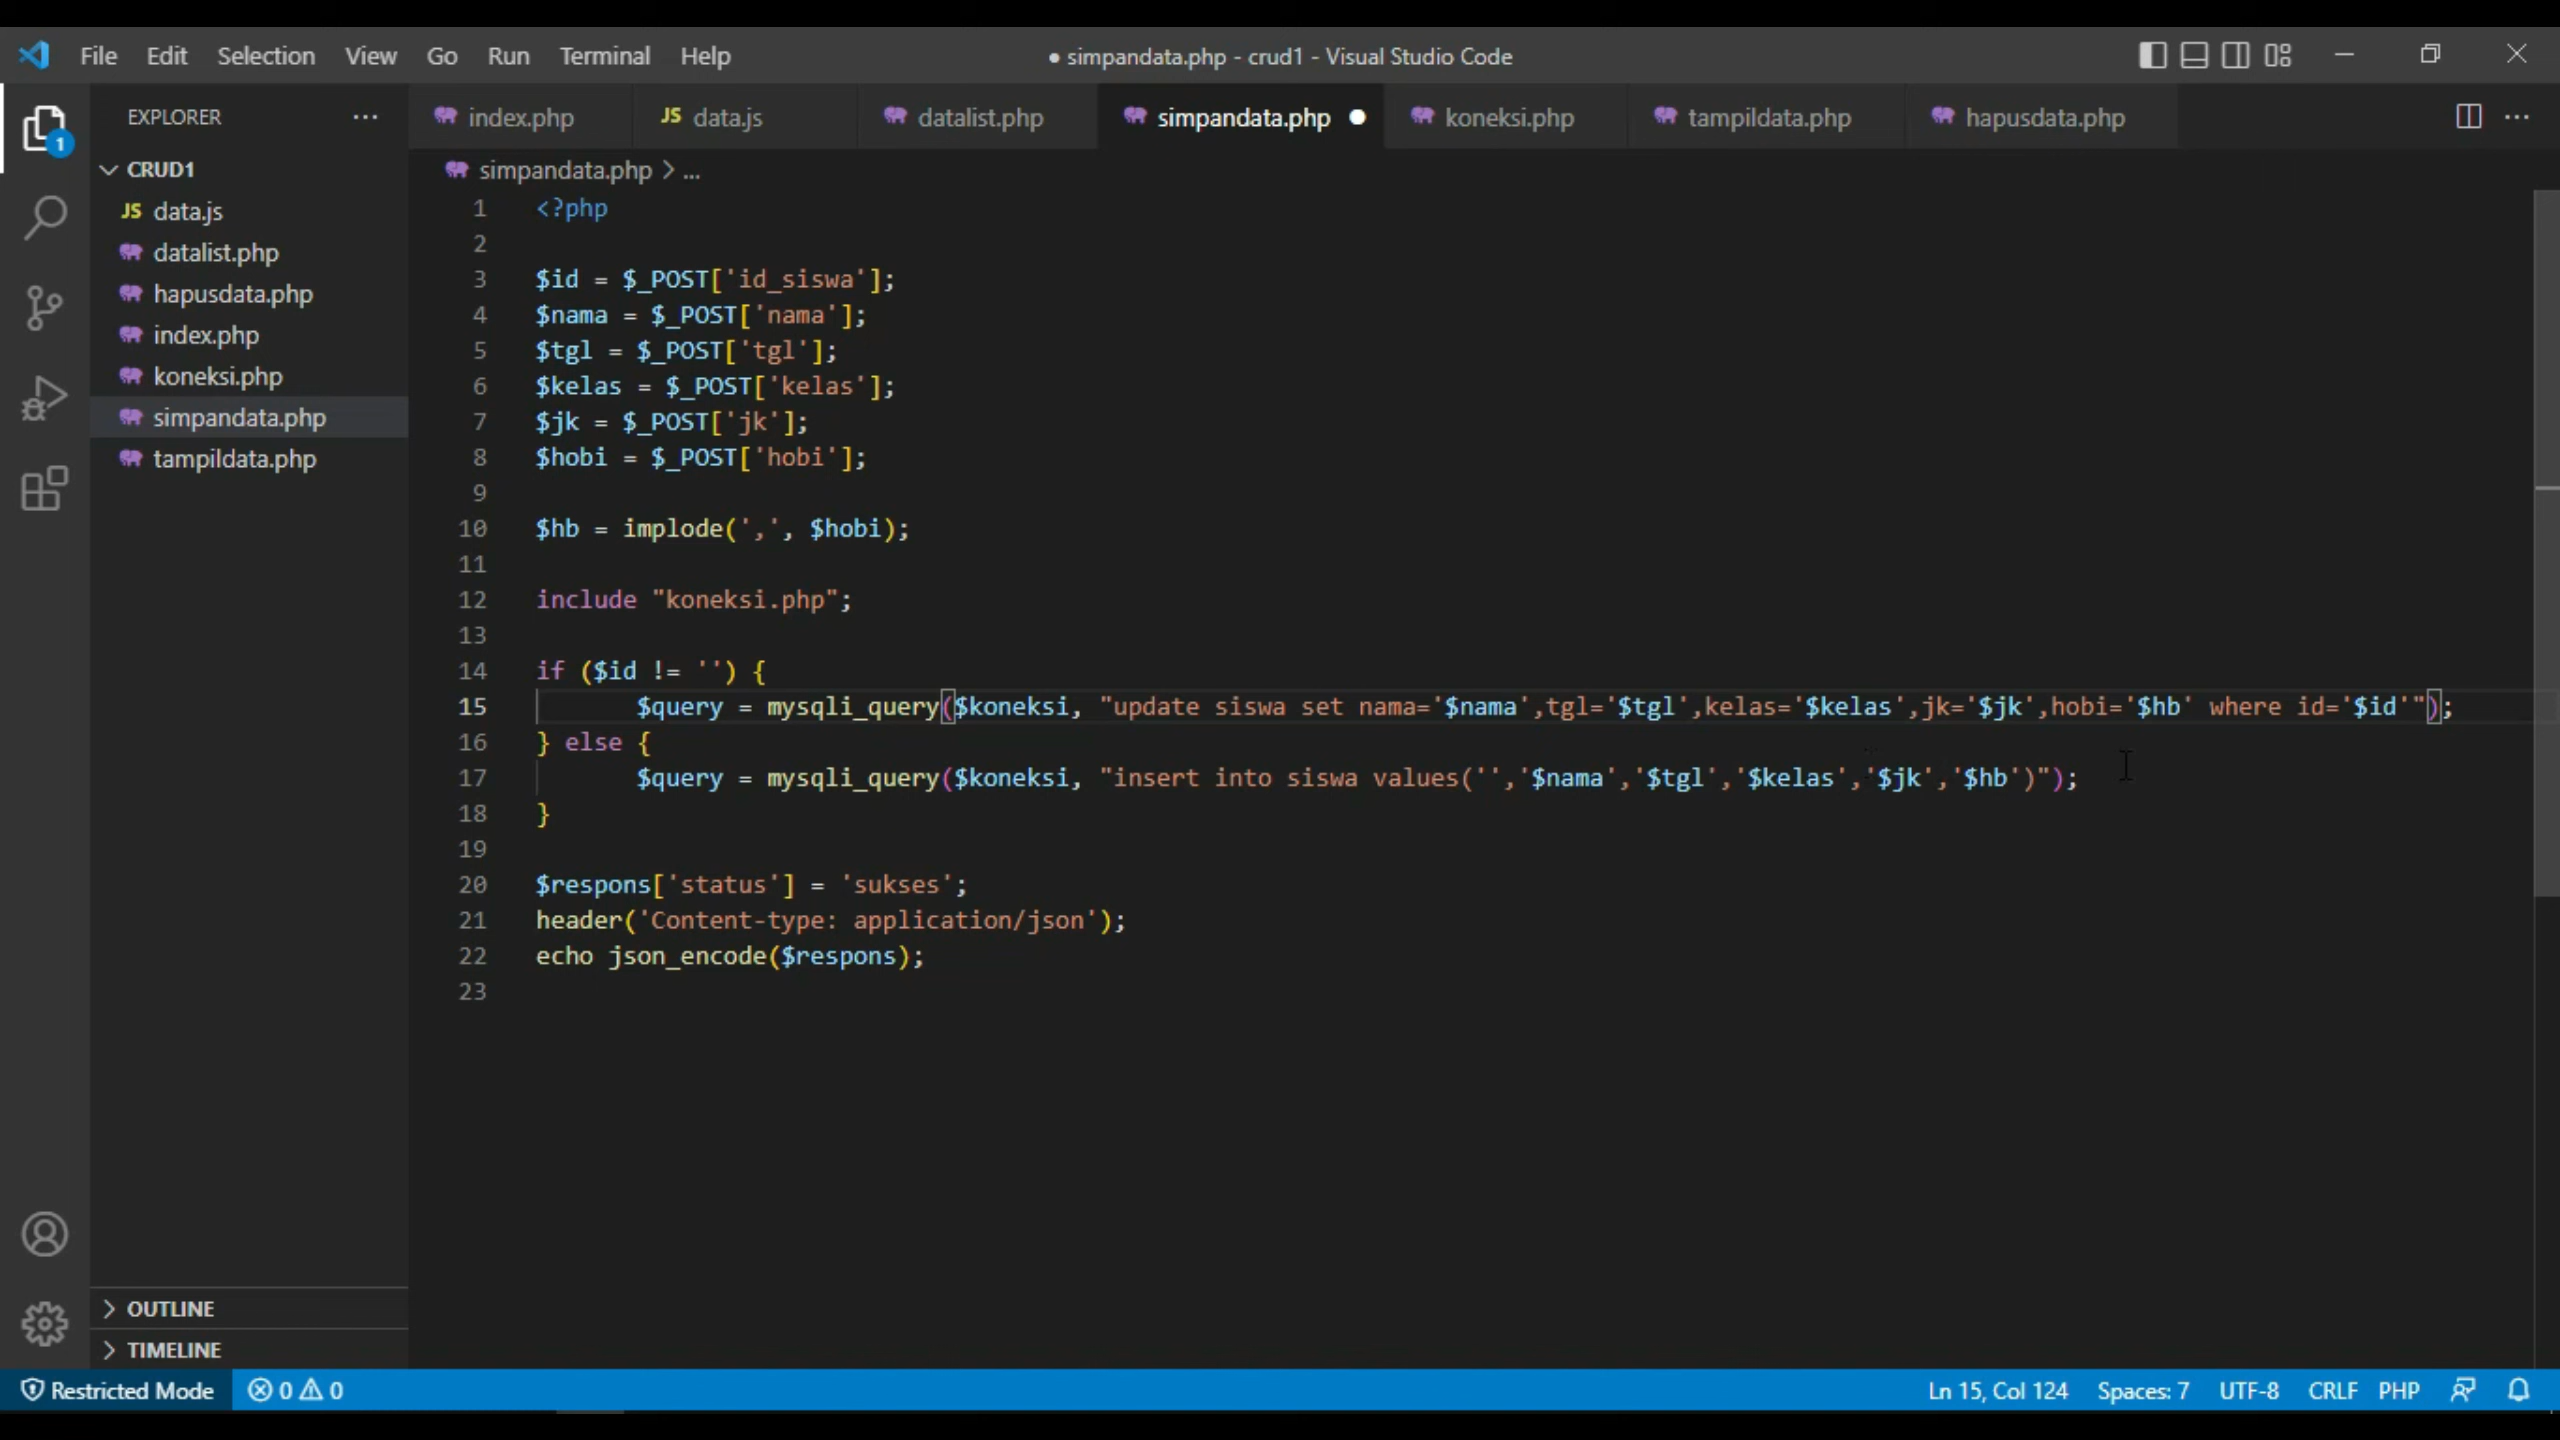 File Edit Selection View Go Run Terminal Help
● simpandata.php - crud1 - Visual Studio Code
EXPLORER ...
index.php
JS data.js
datalist.php
simpandata.php
koneksi.php
tampildata.php
hapusdata.php
1
CRUD1
JS data.js
datalist.php
hapusdata.php
index.php
koneksi.php
simpandata.php
tampildata.php
simpandata.php > ...
1 <?php
2
3 $id = $_POST['id_siswa'];
4 $nama = $_POST['nama'];
5 $tgl = $_POST['tgl'];
6 $kelas = $_POST['kelas'];
7 $jk = $_POST['jk'];
8 $hobi = $_POST['hobi'];
9
10 $hb = implode(',', $hobi);
11
12 include "koneksi.php";
13
14 if ($id != '') {
15 $query = mysqli_query($koneksi, "update siswa set nama='$nama',tgl='$tgl',kelas='$kelas',jk='$jk',hobi='$hb' where id='$id'");
16 } else {
17 $query = mysqli_query($koneksi, "insert into siswa values('','$nama','$tgl','$kelas','$jk','$hb')");
18 }
19
20 $respons['status'] = 'sukses';
21 header('Content-type: application/json');
22 echo json_encode($respons);
23
OUTLINE
TIMELINE
Restricted Mode 0 0
Ln 15, Col 124 Spaces: 7 UTF-8 CRLF PHP